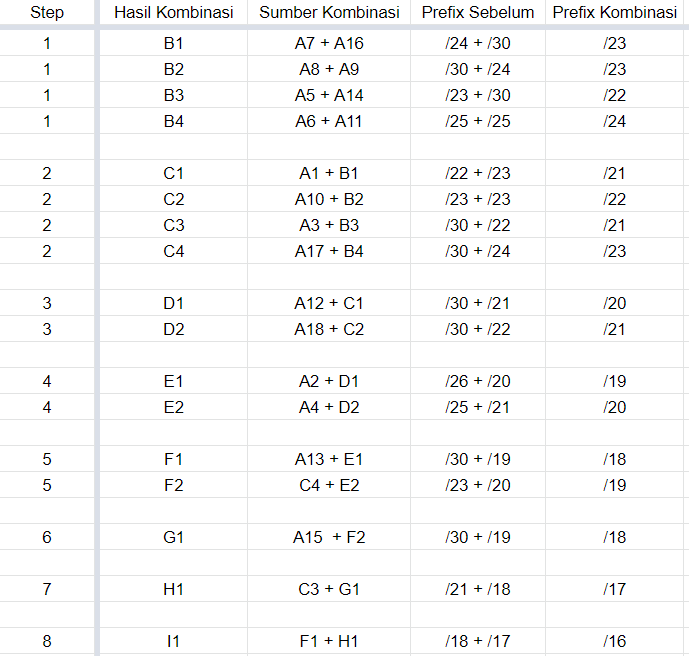 Step Hasil Kombinasi Sumber Kombinasi Prefix Sebelum Prefix Kombinasi
1 B1 A7 + A16 /24 + /30 /23
1 B2 A8 + A9 /30 + /24 /23
1 B3 A5 + A14 /23 + /30 /22
1 B4 A6 + A11 /25 + /25 /24
2 C1 A1 + B1 /22 + /23 /21
2 C2 A10 + B2 /23 + /23 /22
2 C3 A3 + B3 /30 + /22 /21
2 C4 A17 + B4 /30 + /24 /23
3 D1 A12 + C1 /30 + /21 /20
3 D2 A18 + C2 /30 + /22 /21
4 E1 A2 + D1 /26 + /20 /19
4 E2 A4 + D2 /25 + /21 /20
5 F1 A13 + E1 /30 + /19 /18
5 F2 C4 + E2 /23 + /20 /19
6 G1 A15 + F2 /30 + /19 /18
7 H1 C3 + G1 /21 + /18 /17
8 I1 F1 + H1 /18 + /17 /16